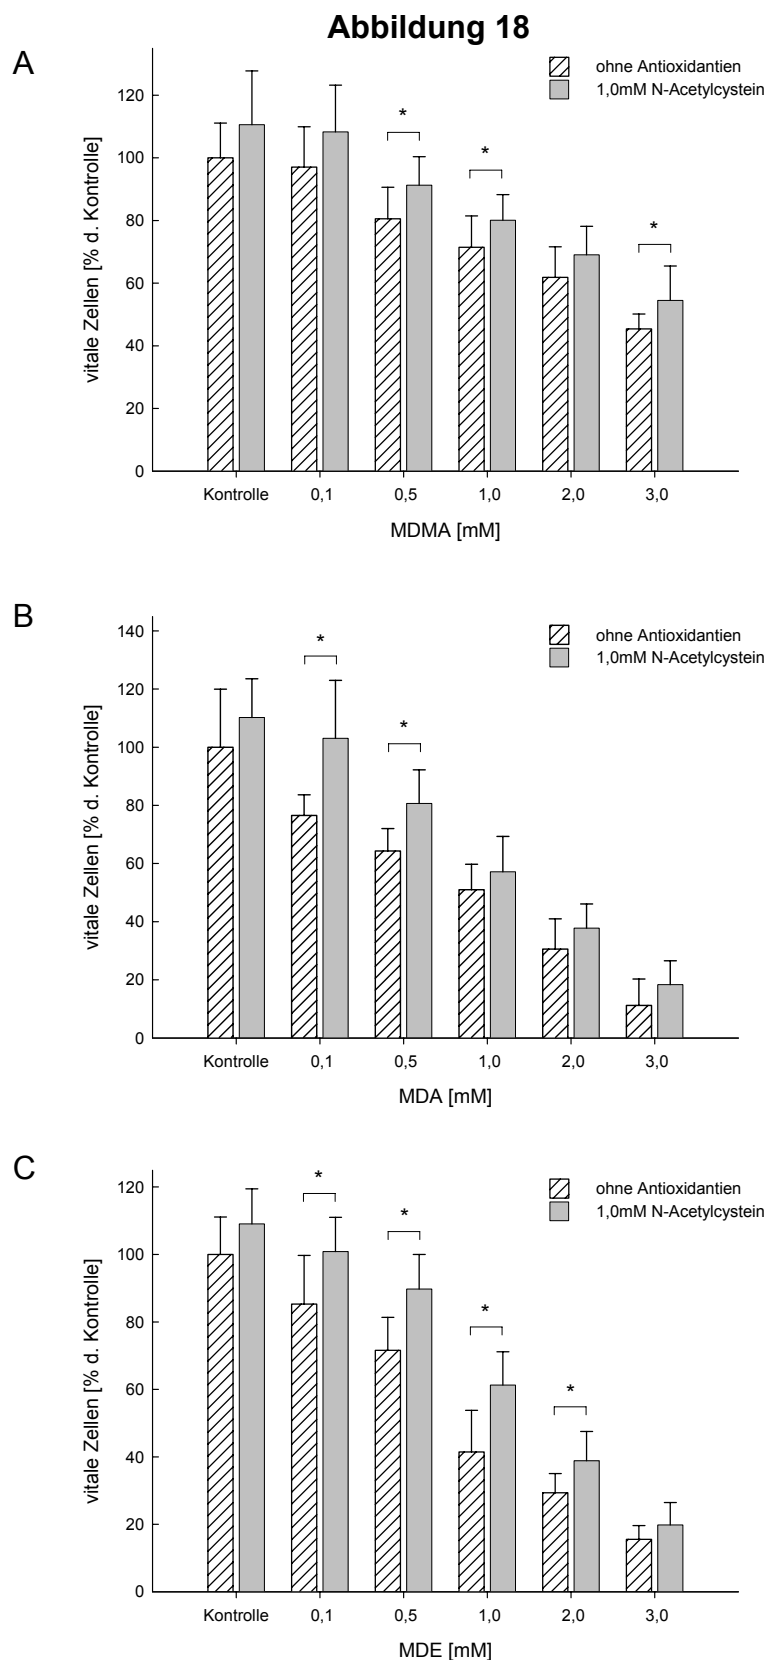 Abbildung 18
A
ohne Antioxidantien
1,0mM N-Acetylcystein
vitale Zellen [% d. Kontrolle]
120
100
80
60
40
20
0
*
*
*
Kontrolle 0,1 0,5 1,0 2,0 3,0
MDMA [mM]
B
ohne Antioxidantien
1,0mM N-Acetylcystein
vitale Zellen [% d. Kontrolle]
140
120
100
80
60
40
20
0
*
*
Kontrolle 0,1 0,5 1,0 2,0 3,0
MDA [mM]
C
ohne Antioxidantien
1,0mM N-Acetylcystein
vitale Zellen [% d. Kontrolle]
120
100
80
60
40
20
0
*
*
*
*
Kontrolle 0,1 0,5 1,0 2,0 3,0
MDE [mM]